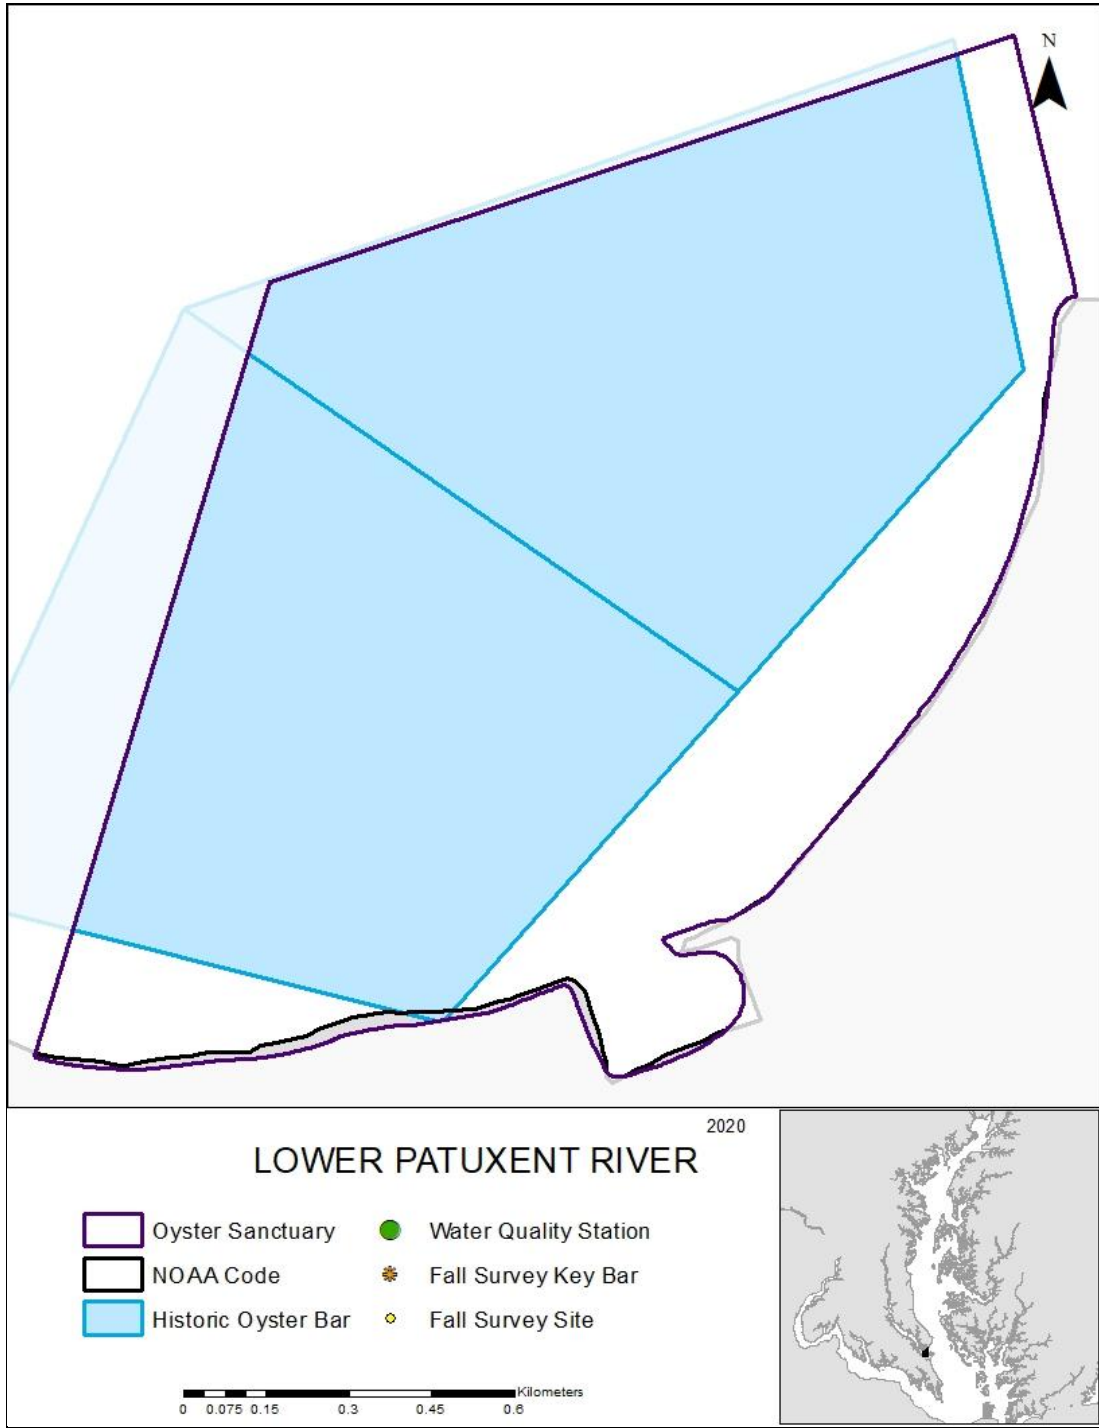 N
2020
LOWER PATUXENT RIVER
Oyster Sanctuary
Water Quality Station
NOAA Code
Fall Survey Key Bar
Historic Oyster Bar
Fall Survey Site
Kilometers
0 0.075 0.15 0.3 0.45 0.6